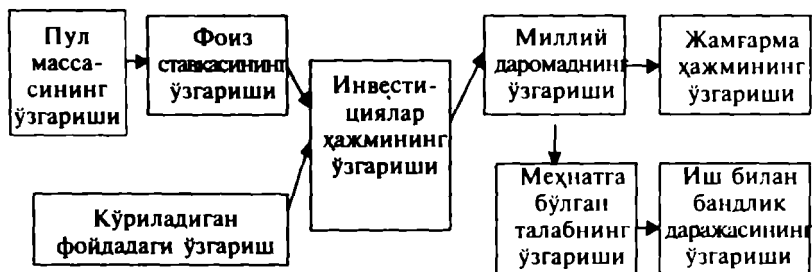 Пул
масса-
сининг
ўзгариши
Фоиз
ставкасининг
ўзгариши
Инвести-
циялар
ҳажмининг
ўзгариши
Кўриладиган
фойдадаги ўзгариш
Миллий
даромаднинг
ўзгариши
Жамғарма
ҳажмининг
ўзгариши
Меҳнатга
бўлган
талабнинг
ўзгариши
Иш билан
бандлик
даражасининг
ўзгариши